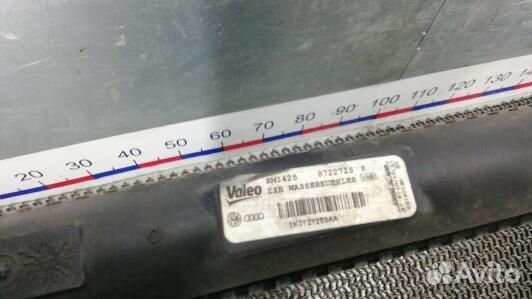 20 30 40 50 60 70 80 90 100 110 120 130
Valeo RM1425 8722725 K
ZSB WASSERKUEHLER
1K0121253AA
Avito